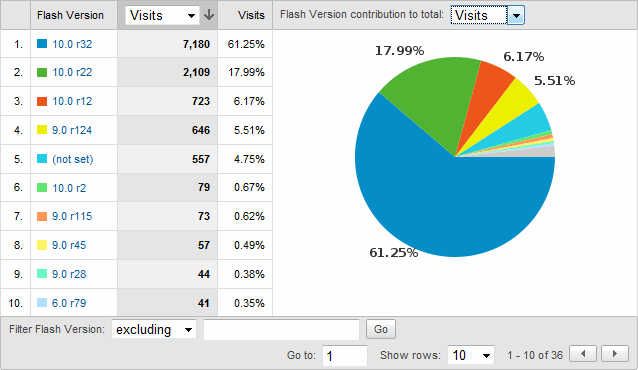 Flash Version Visits Visits Flash Version contribution to total: Visits
1. 10.0 r32 7,180 61.25%
2. 10.0 r22 2,109 17.99%
3. 10.0 r12 723 6.17%
4. 9.0 r124 646 5.51%
5. (not set) 557 4.75%
6. 10.0 r2 79 0.67%
7. 9.0 r115 73 0.62%
8. 9.0 r45 57 0.49%
9. 9.0 r28 44 0.38%
10. 6.0 r79 41 0.35%
17.99%
6.17%
5.51%
61.25%
Filter Flash Version: excluding Go
Go to: 1 Show rows: 10 1 - 10 of 36